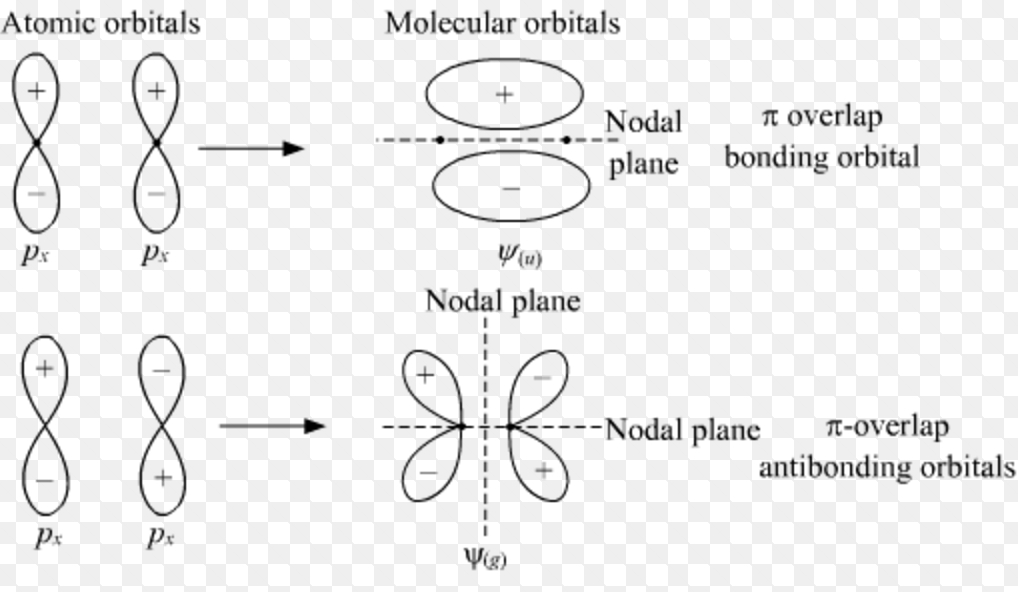 Atomic orbitals
Molecular orbitals
+
+
−
−
pₓ
pₓ
+
−
Nodal
plane
π overlap
bonding orbital
ψ(u)
Nodal plane
+
−
−
+
pₓ
pₓ
+
−
−
+
Nodal plane
π-overlap
antibonding orbitals
Ψ(g)